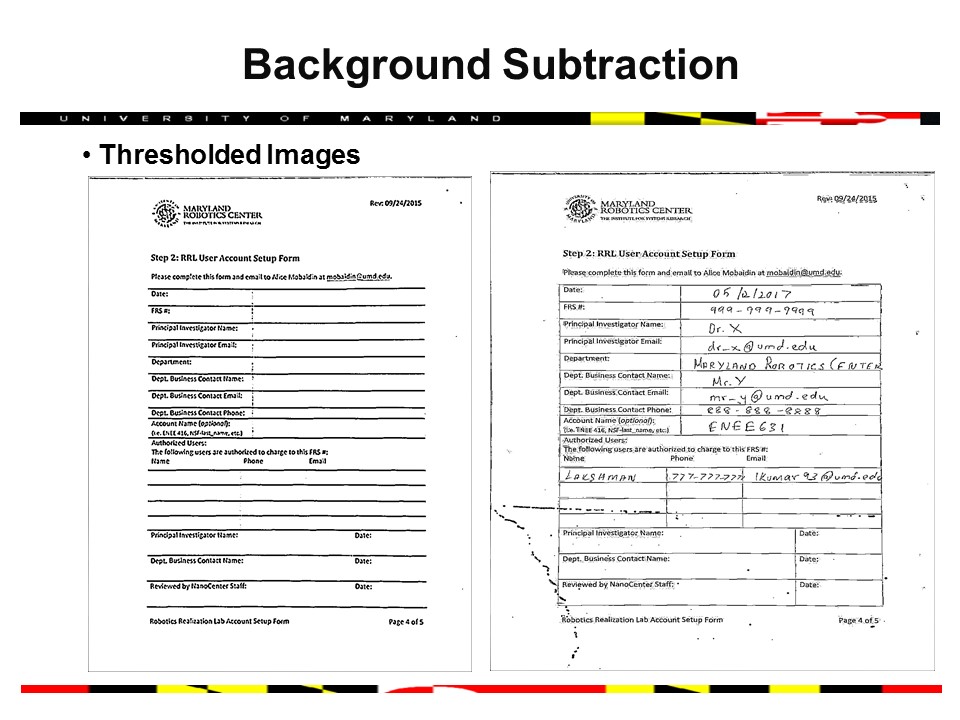 Background Subtraction
UNIVERSITY OF MARYLAND
• Thresholded Images
MARYLAND
ROBOTICS CENTER
THE INSTITUTE FOR SYSTEMS RESEARCH
Rev: 09/24/2015
Step 2: RRL User Account Setup Form
Please complete this form and email to Alice Mobaidin at mobaidin@umd.edu.
Date:
FRS #:
Principal Investigator Name:
Principal Investigator Email:
Department:
Dept. Business Contact Name:
Dept. Business Contact Email:
Dept. Business Contact Phone:
Account Name (optional):
(i.e. ENEE 416, NSF-last_name, etc.)
Authorized Users:
The following users are authorized to charge to this FRS #:
Name Phone Email
Principal Investigator Name: Date:
Dept. Business Contact Name: Date:
Reviewed by NanoCenter Staff: Date:
Robotics Realization Lab Account Setup Form Page 4 of 5
MARYLAND
ROBOTICS CENTER
THE INSTITUTE FOR SYSTEMS RESEARCH
Rev: 09/24/2015
Step 2: RRL User Account Setup Form
Please complete this form and email to Alice Mobaidin at mobaidin@umd.edu.
Date: 05/2/2017
FRS #: 999-999-9999
Principal Investigator Name: Dr. X
Principal Investigator Email: dr_x@umd.edu
Department: MARYLAND ROBOTICS CENTER
Dept. Business Contact Name: Mr. Y
Dept. Business Contact Email: mr_y@umd.edu
Dept. Business Contact Phone: 888-888-8888
Account Name (optional): ENEE631
(i.e. ENEE 416, NSF-last_name, etc.)
Authorized Users:
The following users are authorized to charge to this FRS #:
Name Phone Email
LAKSHMAN 777-777-777 lkumar93@umd.edu
Principal Investigator Name: Date:
Dept. Business Contact Name: Date:
Reviewed by NanoCenter Staff: Date:
Robotics Realization Lab Account Setup Form Page 4 of 5